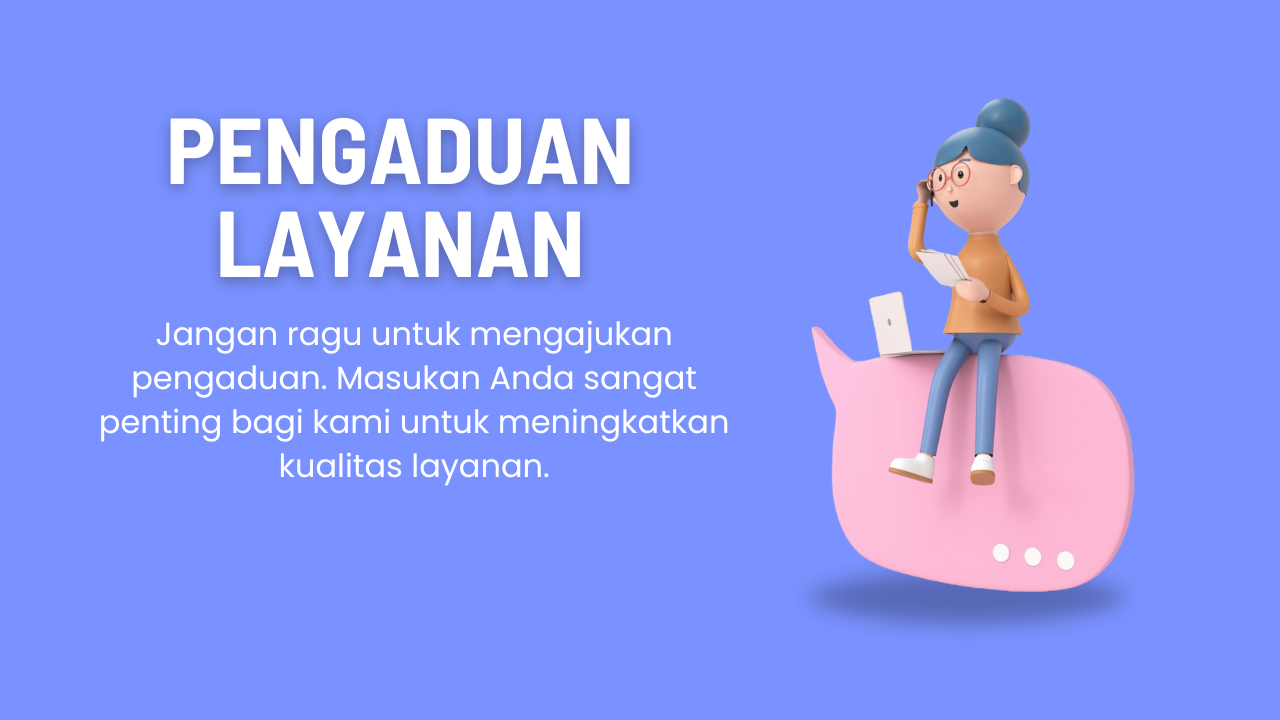 PENGADUAN
LAYANAN
Jangan ragu untuk mengajukan
pengaduan. Masukan Anda sangat
penting bagi kami untuk meningkatkan
kualitas layanan.